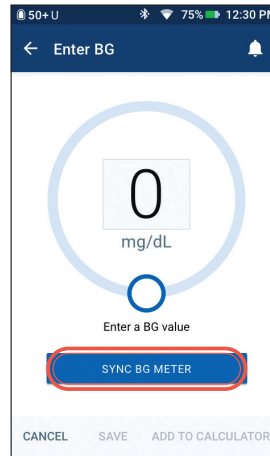 50+ U 75% 12:30 PM
Enter BG
0
mg/dL
Enter a BG value
SYNC BG METER
CANCEL SAVE ADD TO CALCULATOR